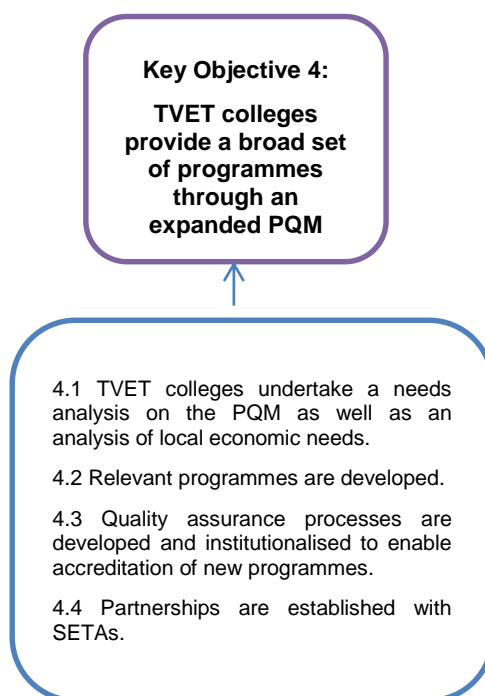 Key Objective 4:
TVET colleges
provide a broad set
of programmes
through an
expanded PQM
4.1 TVET colleges undertake a needs
analysis on the PQM as well as an
analysis of local economic needs.
4.2 Relevant programmes are developed.
4.3 Quality assurance processes are
developed and institutionalised to enable
accreditation of new programmes.
4.4 Partnerships are established with
SETAs.